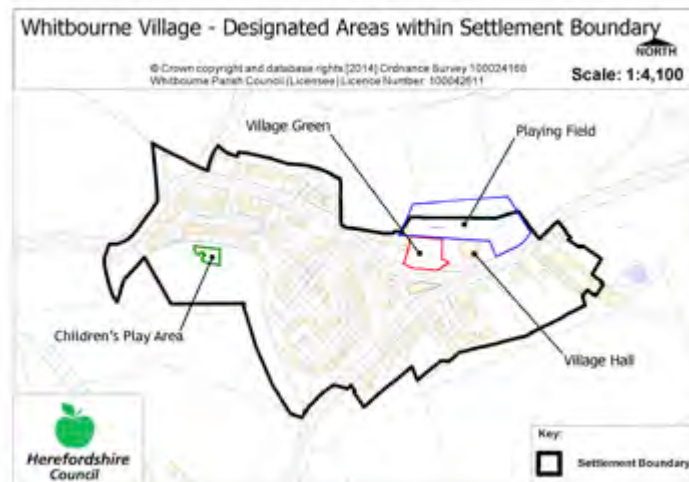 Whitbourne Village - Designated Areas within Settlement Boundary
NORTH
© Crown copyright and database rights [2014] Ordnance Survey 100024168
Whitbourne Parish Council (Licensee) Licence Number: 100042611
Scale: 1:4,100
Village Green
Playing Field
Children's Play Area
Village Hall
Herefordshire
Council
Key:
Settlement Boundary